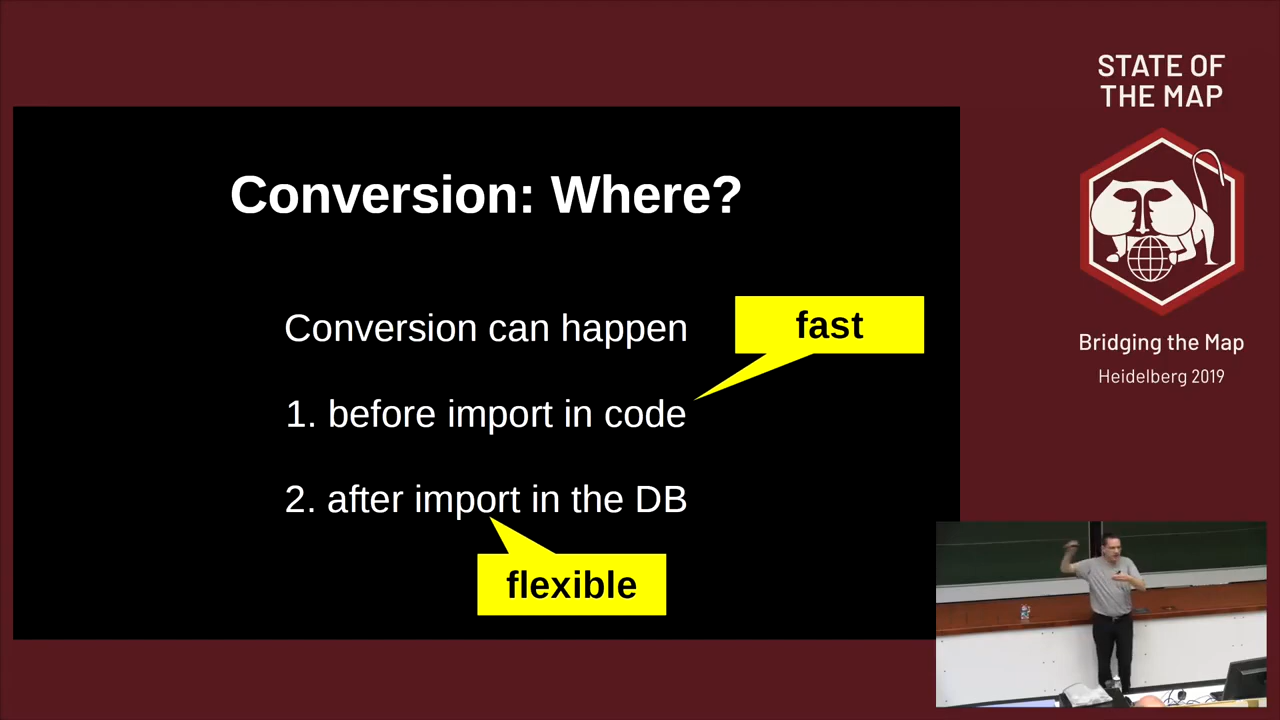 STATE OF
THE MAP
Conversion: Where?
Conversion can happen
fast
1. before import in code
2. after import in the DB
flexible
Bridging the Map
Heidelberg 2019